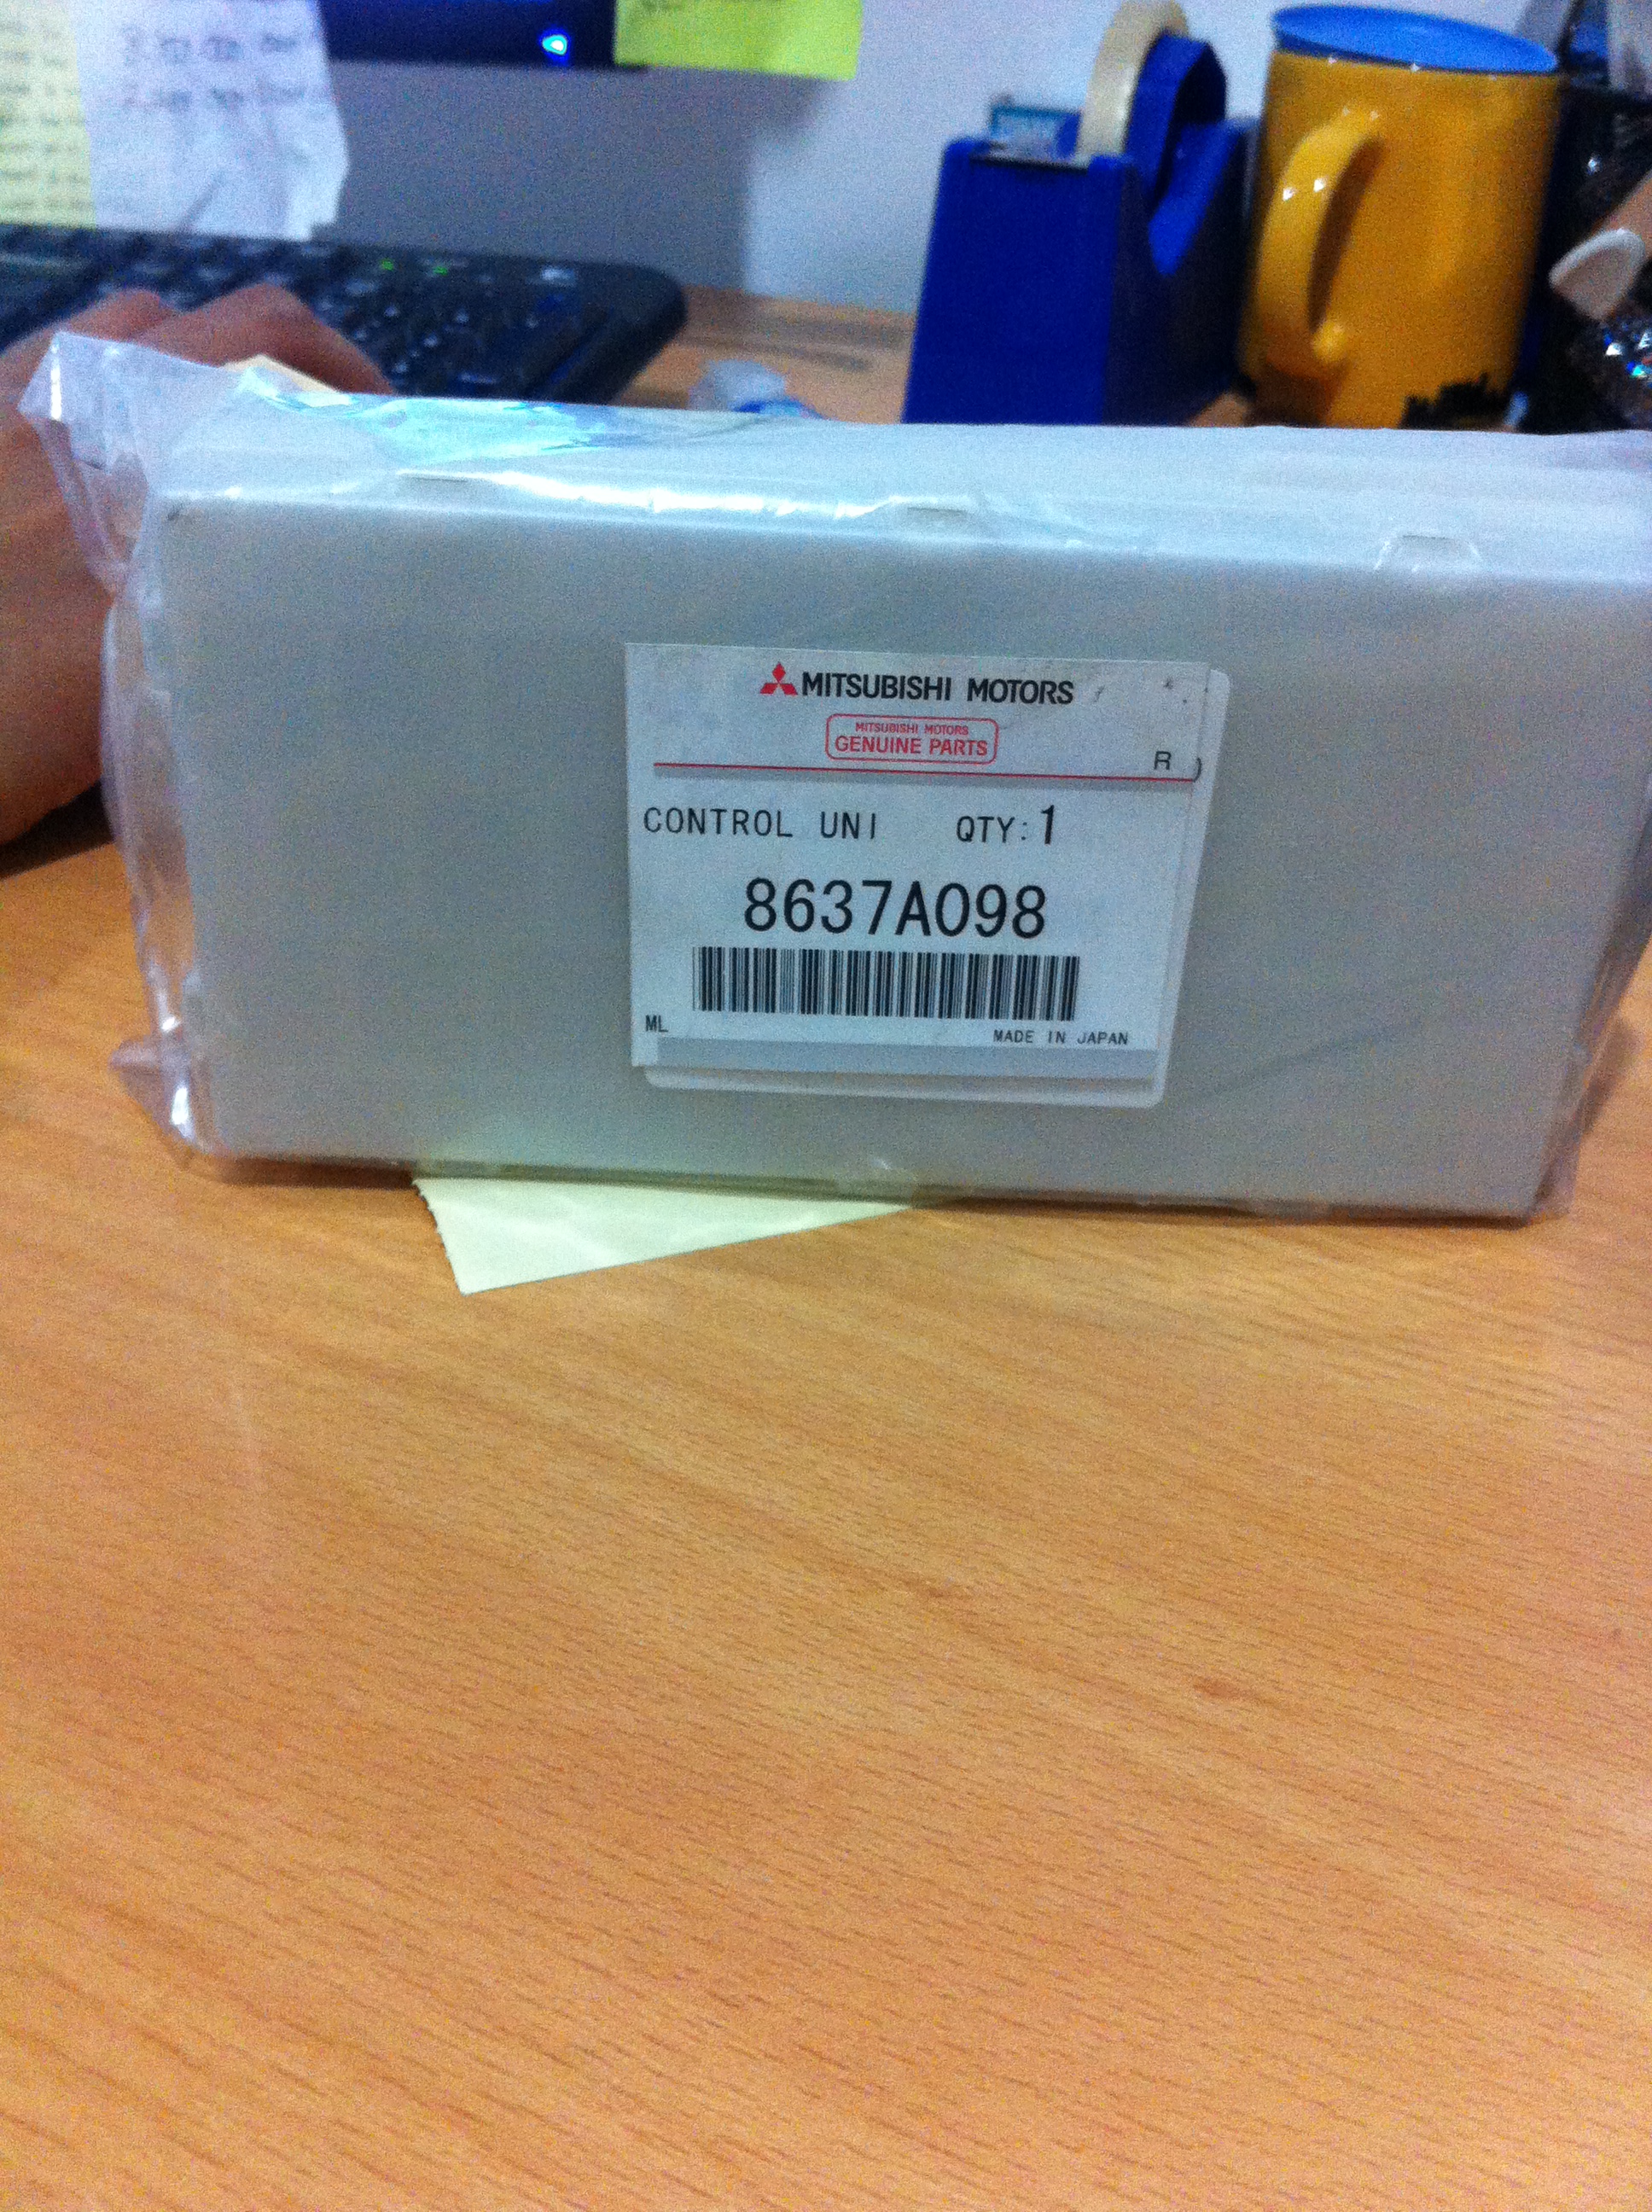 MITSUBISHI MOTORS
MITSUBISHI MOTORS
GENUINE PARTS
R
CONTROL UNI QTY:1
8637A098
ML MADE IN JAPAN